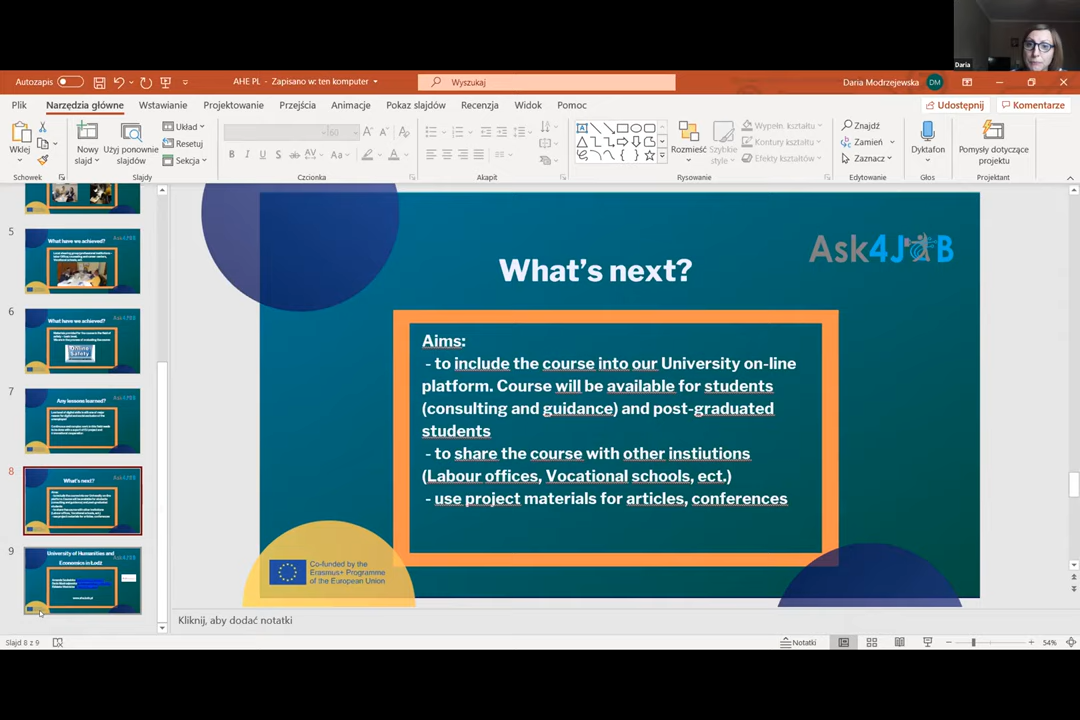 Daria
Autozapis
AHE PL - Zapisano w: ten komputer
Wyszukaj
Daria Modrzejewska
DM
Plik
Narzędzia główne
Wstawianie
Projektowanie
Przejścia
Animacje
Pokaz slajdów
Recenzja
Widok
Pomoc
Udostępnij
Komentarze
Wklej
Nowy
slajd
Użyj ponownie
slajdów
Układ
Resetuj
Sekcja
60
Rozmieść
Szybkie
style
Wypełn. kształtu
Kontury kształtu
Efekty kształtów
Znajdź
Zamień
Zaznacz
Dyktafon
Pomysły dotyczące
projektu
Schowek
Slajdy
Czcionka
Akapit
Rysowanie
Edytowanie
Głos
Projektant
5
What have we achieved?
6
What have we achieved?
Online
Safety
7
Any lessons learned?
8
What's next?
9
University of Humanities and
Economics in Łódź
Ask4JOB
What's next?
Aims:
- to include the course into our University on-line
platform. Course will be available for students
(consulting and guidance) and post-graduated
students
- to share the course with other instiutions
(Labour offices, Vocational schools, ect.)
- use project materials for articles, conferences
Co-funded by the
Erasmus+ Programme
of the European Union
Kliknij, aby dodać notatki
Slajd 8 z 9
Notatki
54%